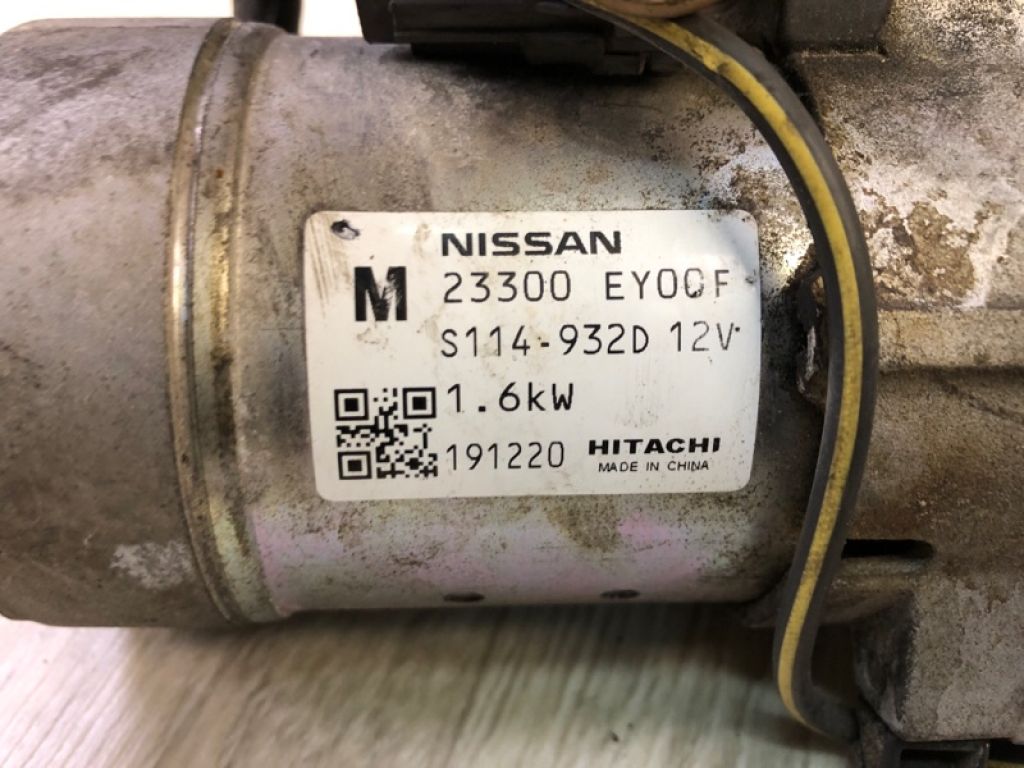 NISSAN
M 23300 EY00F
S114-932D 12V
1.6kW
191220 HITACHI
MADE IN CHINA